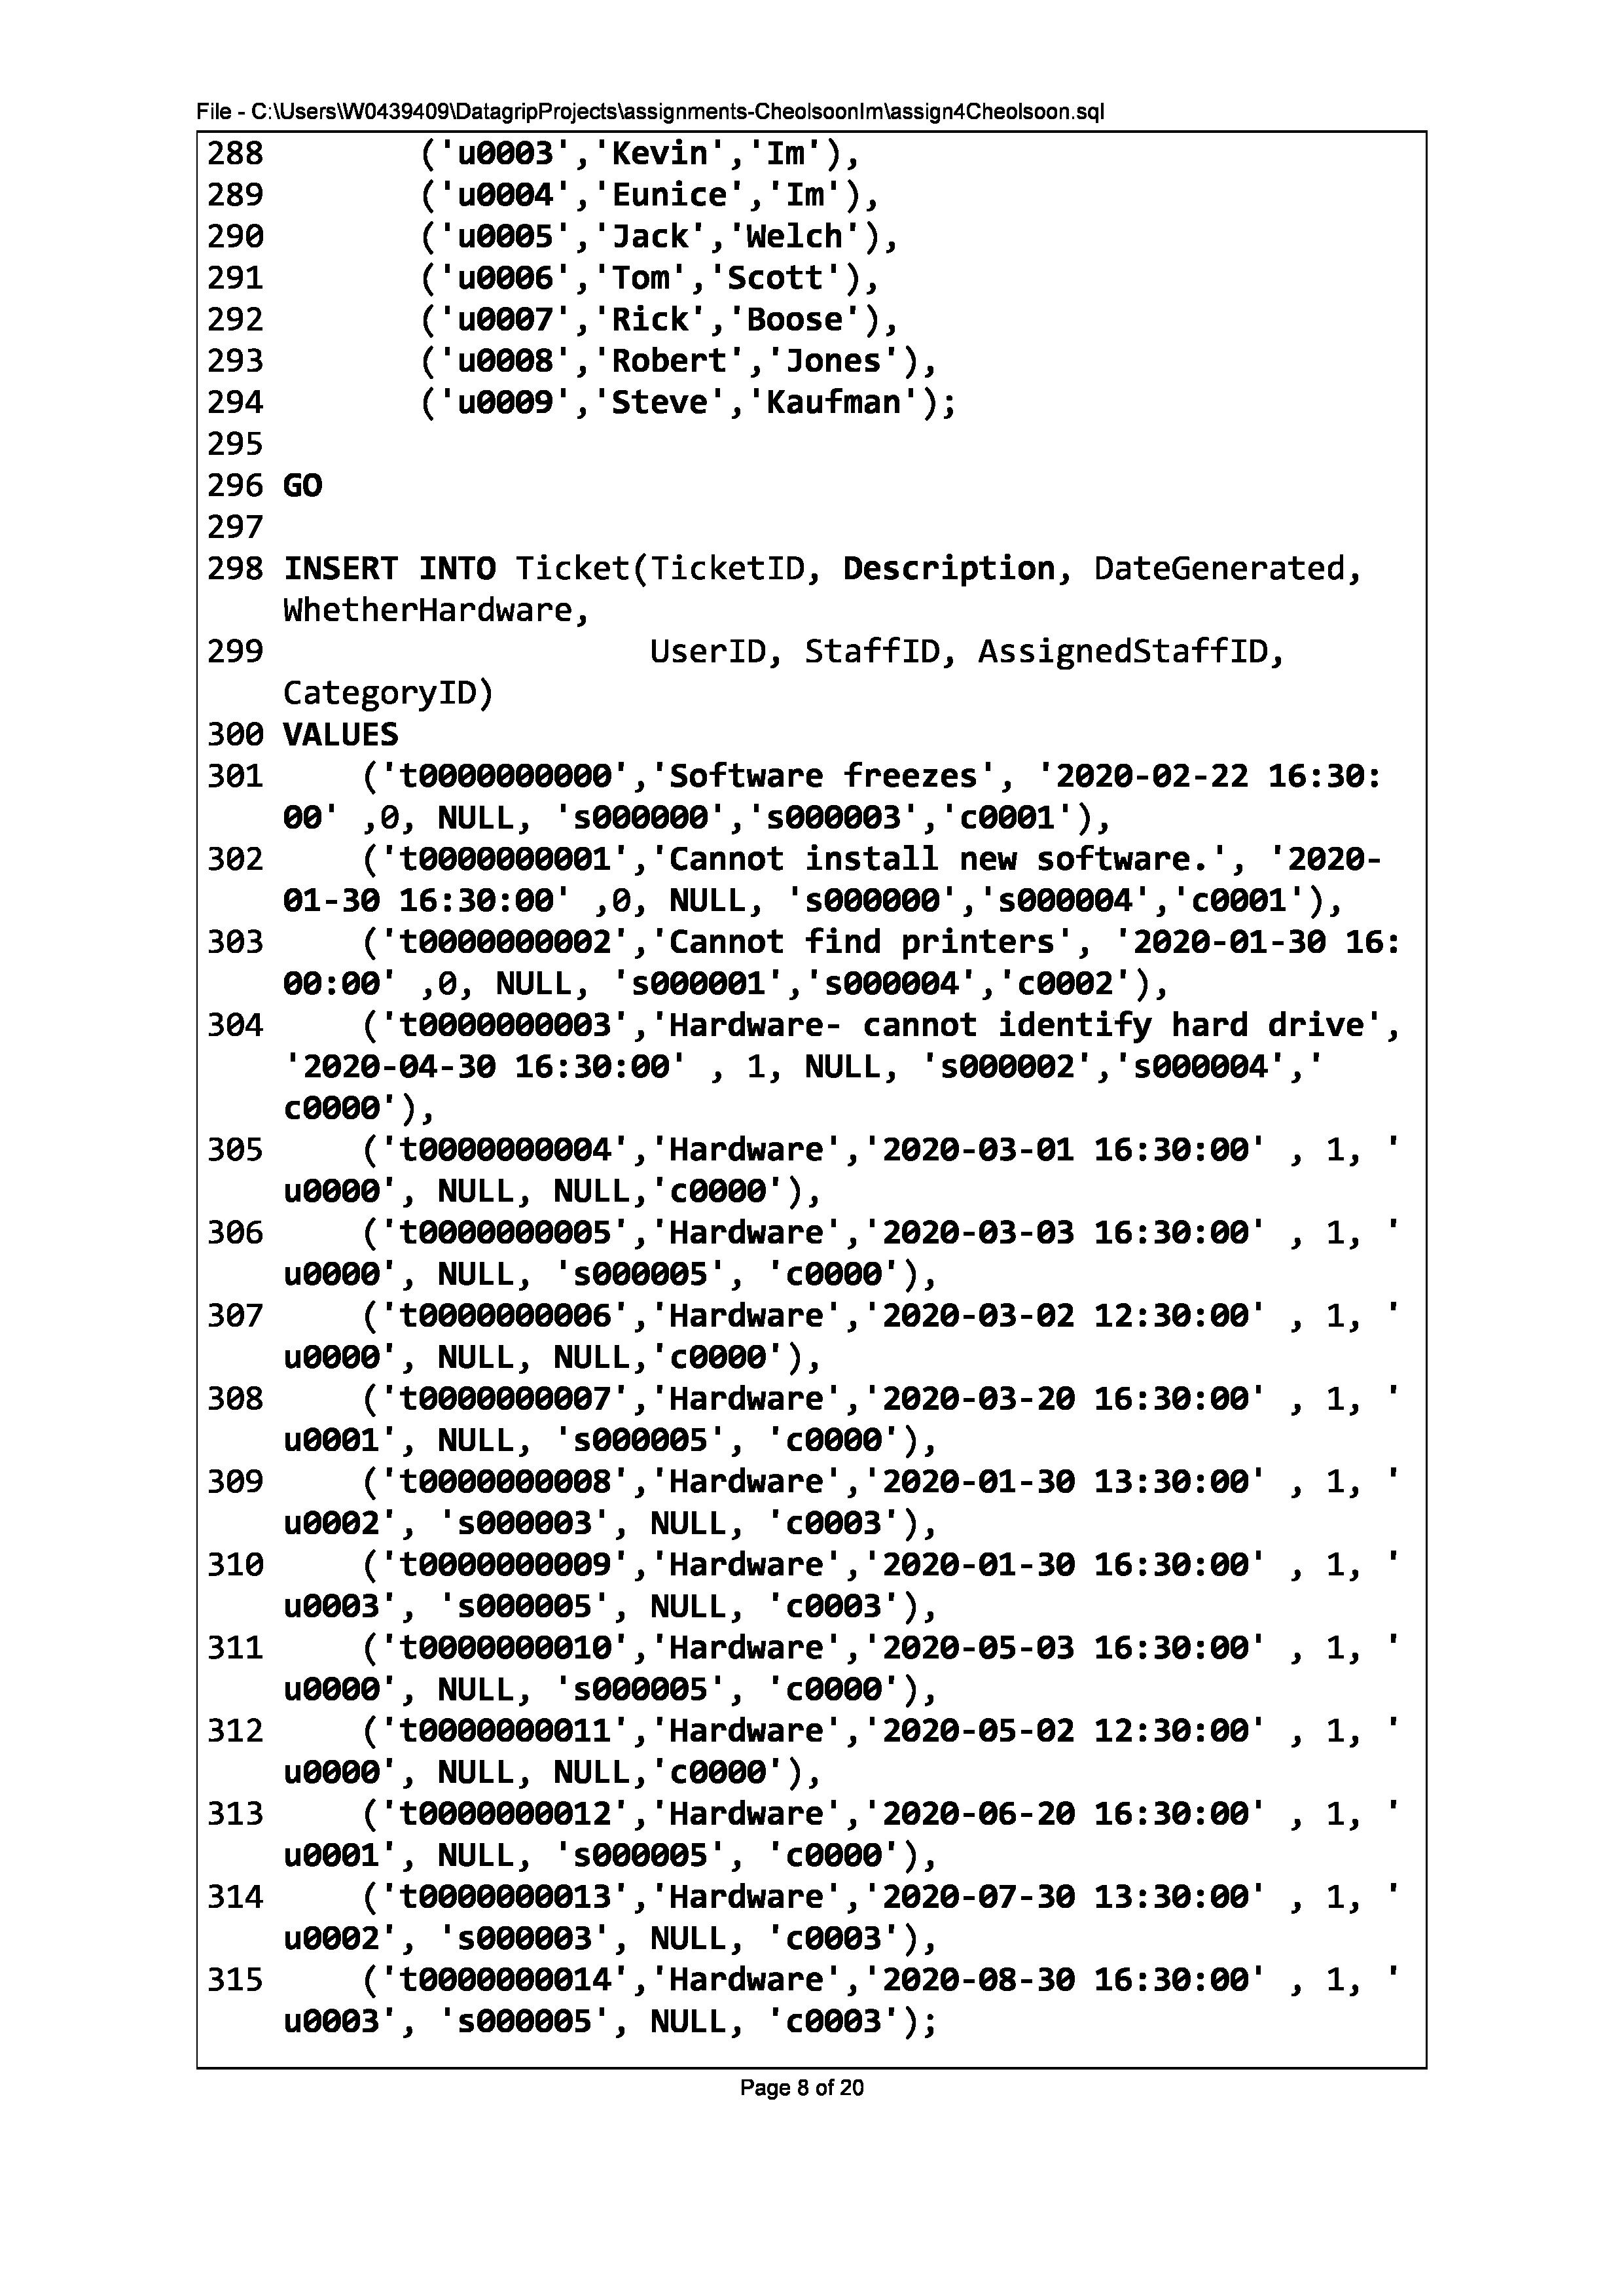 File - C:\Users\W0439409\DatagripProjects\assignments-CheolsoonIm\assign4Cheolsoon.sql
288        ('u0003','Kevin','Im'),
289        ('u0004','Eunice','Im'),
290        ('u0005','Jack','Welch'),
291        ('u0006','Tom','Scott'),
292        ('u0007','Rick','Boose'),
293        ('u0008','Robert','Jones'),
294        ('u0009','Steve','Kaufman');
295
296 GO
297
298 INSERT INTO Ticket(TicketID, Description, DateGenerated,
    WhetherHardware,
299                    UserID, StaffID, AssignedStaffID,
    CategoryID)
300 VALUES
301     ('t0000000000','Software freezes', '2020-02-22 16:30:
    00' ,0, NULL, 's000000','s000003','c0001'),
302     ('t0000000001','Cannot install new software.', '2020-
    01-30 16:30:00' ,0, NULL, 's000000','s000004','c0001'),
303     ('t0000000002','Cannot find printers', '2020-01-30 16:
    00:00' ,0, NULL, 's000001','s000004','c0002'),
304     ('t0000000003','Hardware- cannot identify hard drive',
    '2020-04-30 16:30:00' , 1, NULL, 's000002','s000004','
    c0000'),
305     ('t0000000004','Hardware','2020-03-01 16:30:00' , 1, '
    u0000', NULL, NULL,'c0000'),
306     ('t0000000005','Hardware','2020-03-03 16:30:00' , 1, '
    u0000', NULL, 's000005', 'c0000'),
307     ('t0000000006','Hardware','2020-03-02 12:30:00' , 1, '
    u0000', NULL, NULL,'c0000'),
308     ('t0000000007','Hardware','2020-03-20 16:30:00' , 1, '
    u0001', NULL, 's000005', 'c0000'),
309     ('t0000000008','Hardware','2020-01-30 13:30:00' , 1, '
    u0002', 's000003', NULL, 'c0003'),
310     ('t0000000009','Hardware','2020-01-30 16:30:00' , 1, '
    u0003', 's000005', NULL, 'c0003'),
311     ('t0000000010','Hardware','2020-05-03 16:30:00' , 1, '
    u0000', NULL, 's000005', 'c0000'),
312     ('t0000000011','Hardware','2020-05-02 12:30:00' , 1, '
    u0000', NULL, NULL,'c0000'),
313     ('t0000000012','Hardware','2020-06-20 16:30:00' , 1, '
    u0001', NULL, 's000005', 'c0000'),
314     ('t0000000013','Hardware','2020-07-30 13:30:00' , 1, '
    u0002', 's000003', NULL, 'c0003'),
315     ('t0000000014','Hardware','2020-08-30 16:30:00' , 1, '
    u0003', 's000005', NULL, 'c0003');
Page 8 of 20